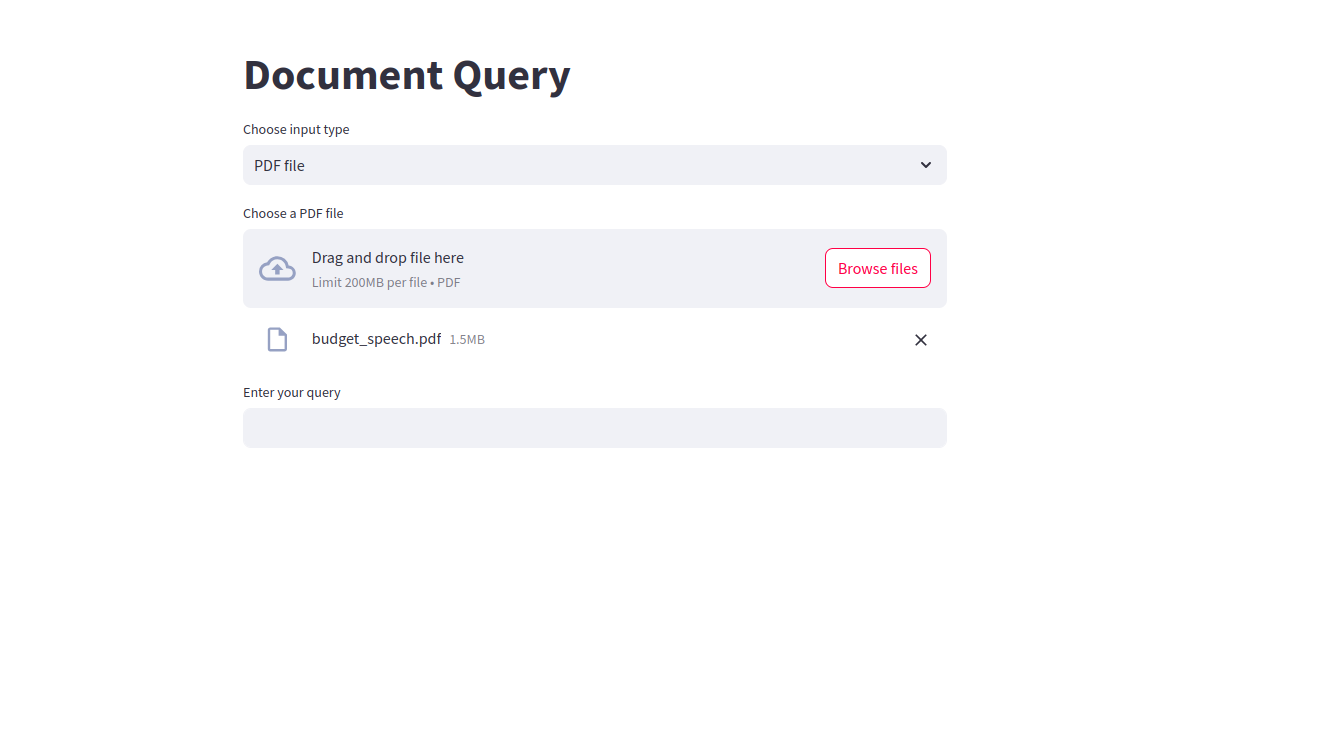 Document Query
Choose input type
PDF file
Choose a PDF file
Drag and drop file here
Limit 200MB per file • PDF
Browse files
budget_speech.pdf 1.5MB
Enter your query